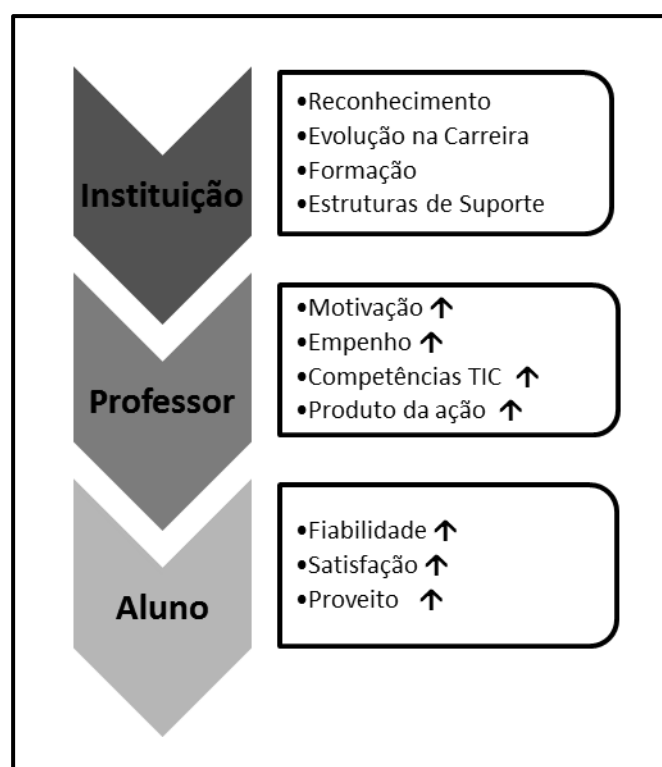 Instituição
•Reconhecimento
•Evolução na Carreira
•Formação
•Estruturas de Suporte
Professor
•Motivação ↑
•Empenho ↑
•Competências TIC ↑
•Produto da ação ↑
Aluno
•Fiabilidade ↑
•Satisfação ↑
•Proveito ↑